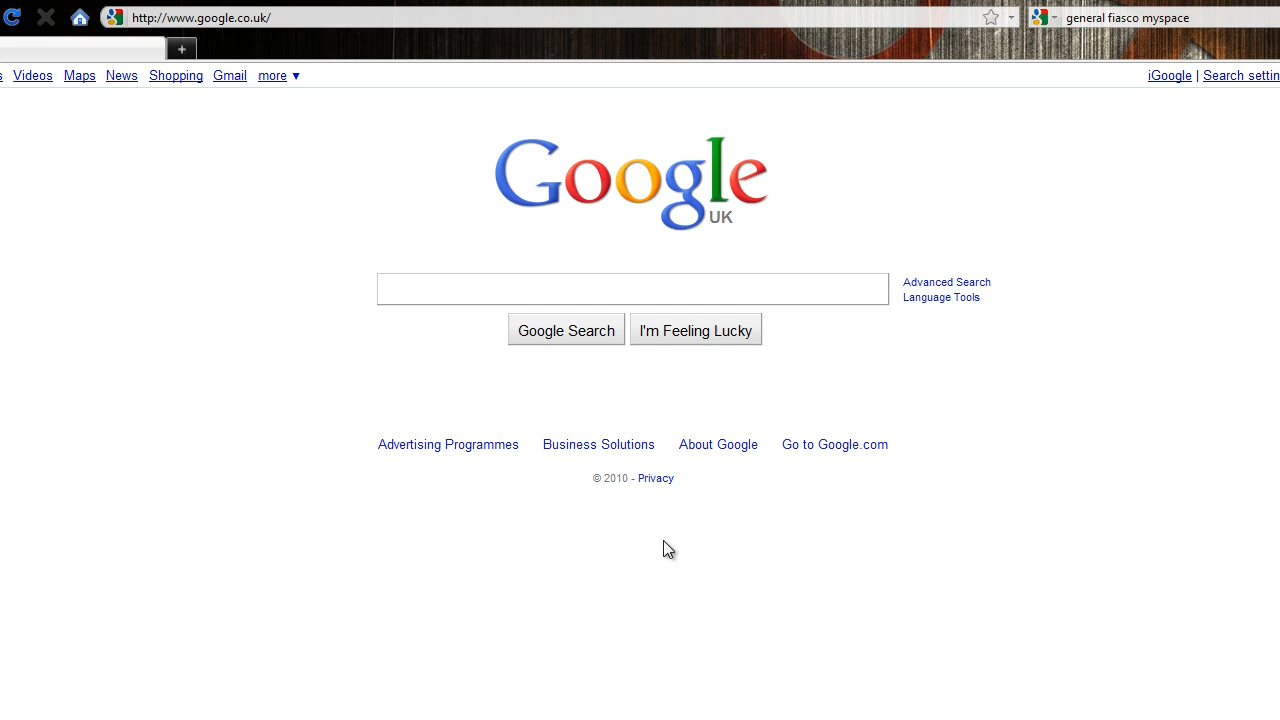 http://www.google.co.uk/ general fiasco myspace
+
s Videos Maps News Shopping Gmail more ▼ iGoogle | Search settin
Google
UK
Advanced Search
Language Tools
Google Search I'm Feeling Lucky
Advertising Programmes Business Solutions About Google Go to Google.com
© 2010 - Privacy